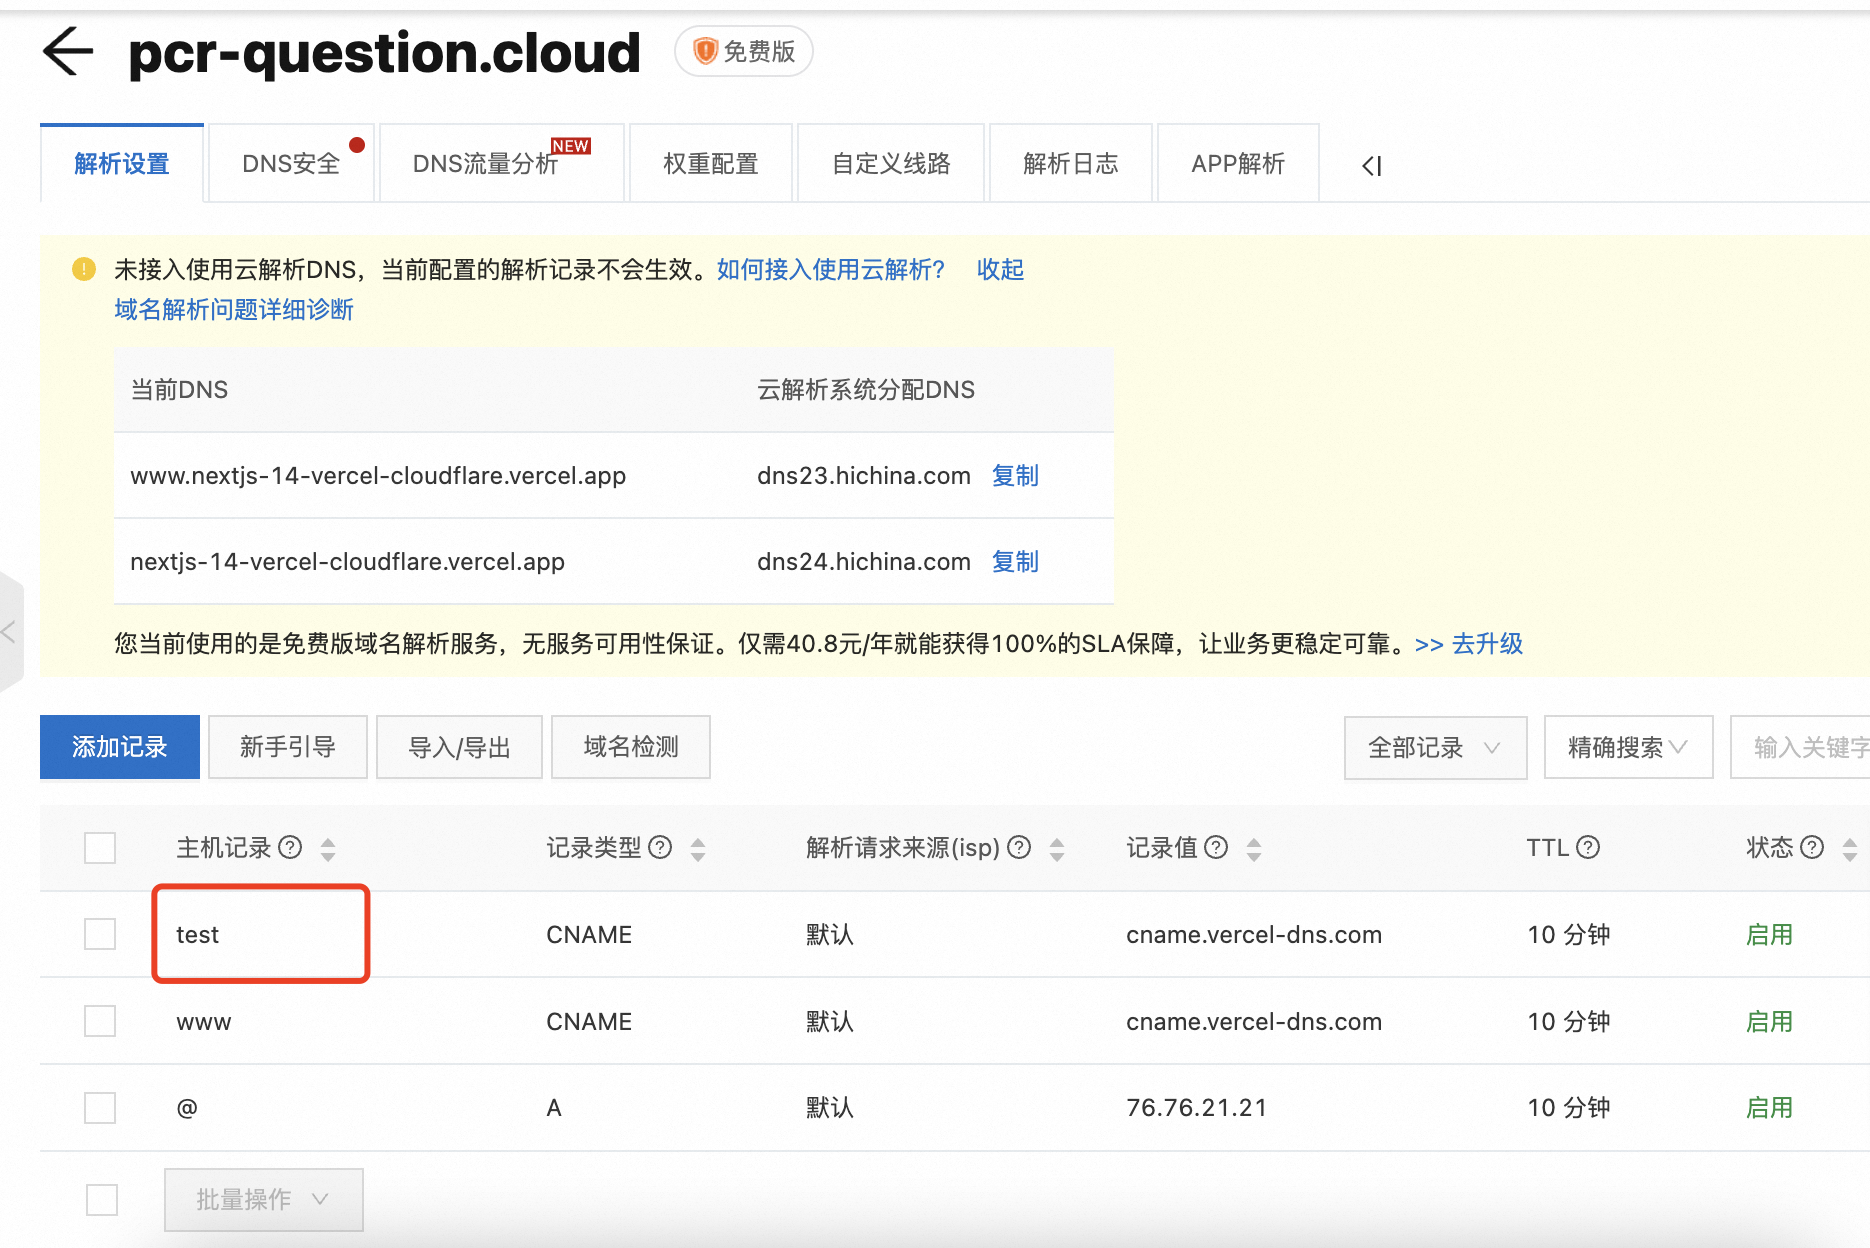 pcr-question.cloud
免费版
解析设置
DNS安全
DNS流量分析
NEW
权重配置
自定义线路
解析日志
APP解析
未接入使用云解析DNS，当前配置的解析记录不会生效。如何接入使用云解析? 收起
域名解析问题详细诊断
当前DNS 云解析系统分配DNS
www.nextjs-14-vercel-cloudflare.vercel.app dns23.hichina.com 复制
nextjs-14-vercel-cloudflare.vercel.app dns24.hichina.com 复制
您当前使用的是免费版域名解析服务，无服务可用性保证。仅需40.8元/年就能获得100%的SLA保障，让业务更稳定可靠。>> 去升级
添加记录 新手引导 导入/导出 域名检测 全部记录 精确搜索 输入关键字
主机记录 记录类型 解析请求来源(isp) 记录值 TTL 状态
test CNAME 默认 cname.vercel-dns.com 10 分钟 启用
www CNAME 默认 cname.vercel-dns.com 10 分钟 启用
@ A 默认 76.76.21.21 10 分钟 启用
批量操作